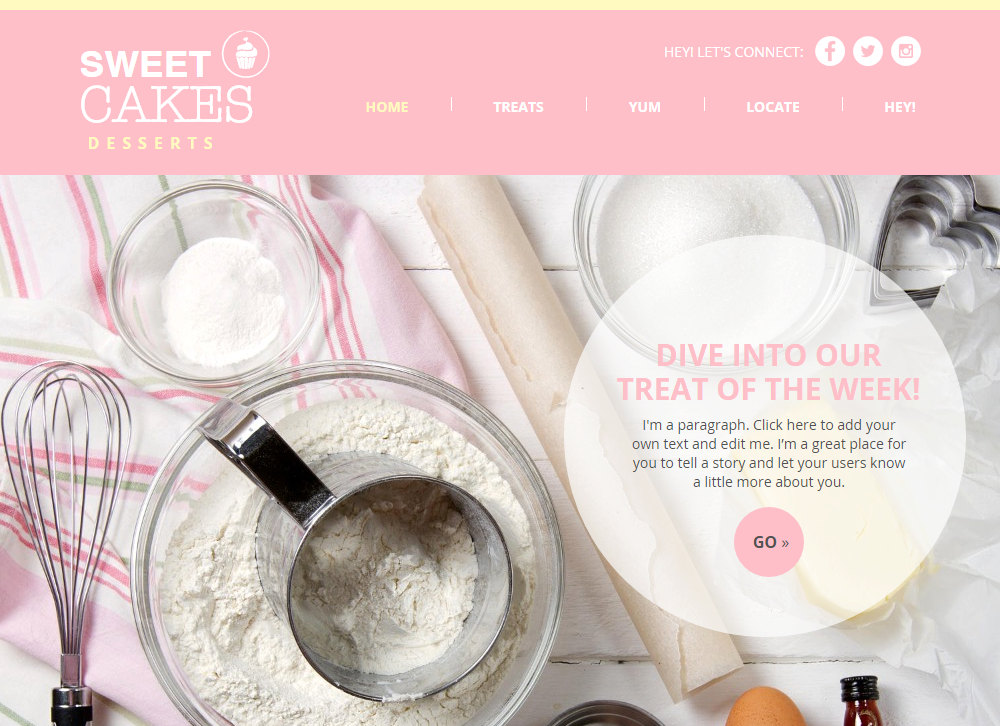 SWEET
CAKES
DESSERTS
HEY! LET'S CONNECT:
HOME
TREATS
YUM
LOCATE
HEY!
DIVE INTO OUR
TREAT OF THE WEEK!
I'm a paragraph. Click here to add your
own text and edit me. I'm a great place for
you to tell a story and let your users know
a little more about you.
GO »